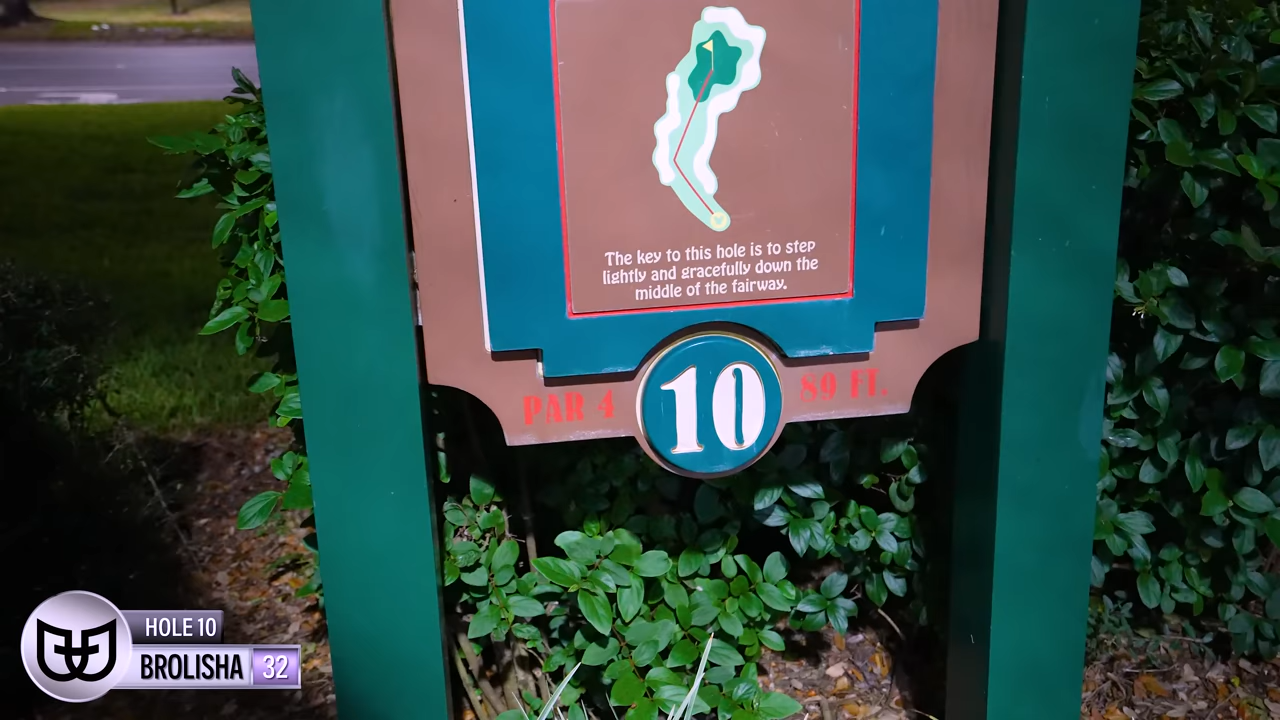 The key to this hole is to step
lightly and gracefully down the
middle of the fairway.
PAR 4
10
89 FT.
HOLE 10
BROLISHA 32